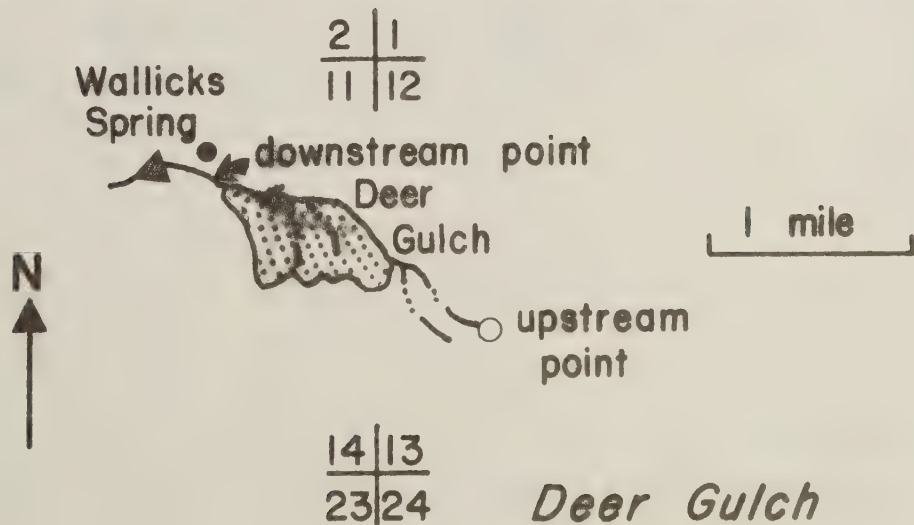 2 1
11 12
Wallicks
Spring
downstream point
Deer
Gulch
1 mile
N
upstream
point
14 13
23 24
Deer Gulch